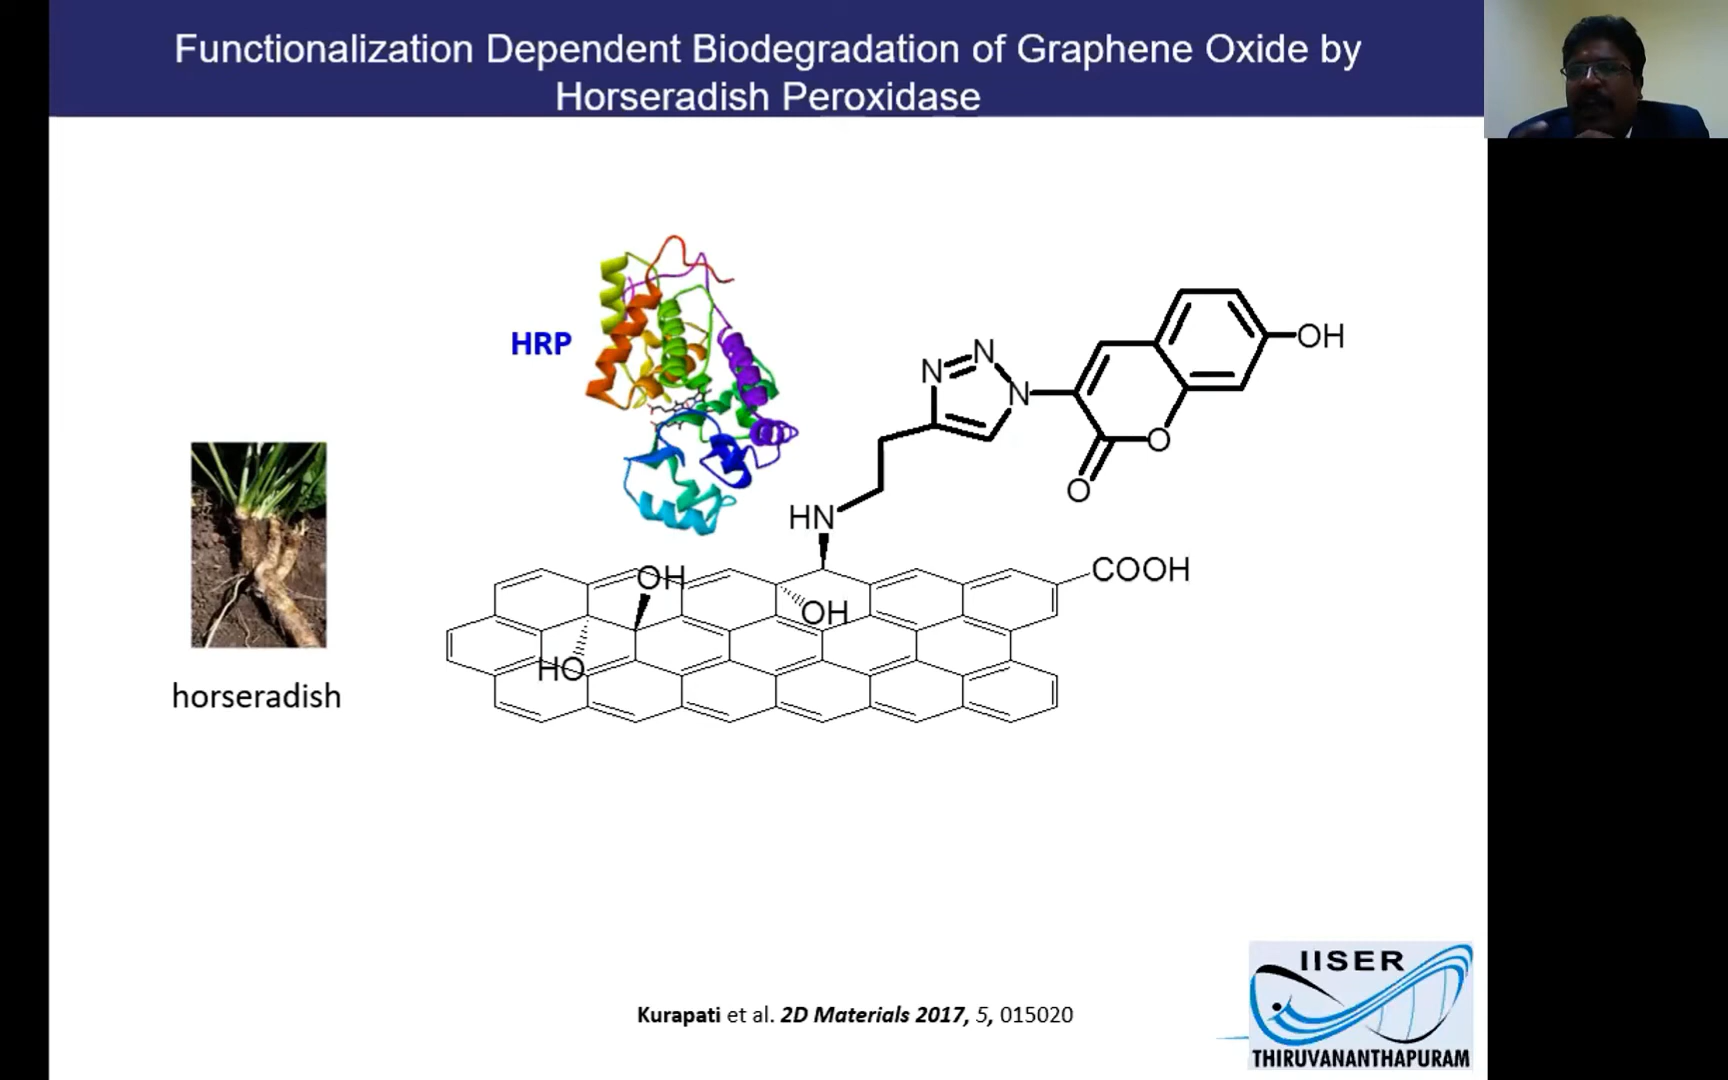 Functionalization Dependent Biodegradation of Graphene Oxide by
Horseradish Peroxidase
HRP
N
N
N
OH
O
O
HN
OH
OH
HO
COOH
horseradish
Kurapati et al. 2D Materials 2017, 5, 015020
IISER
THIRUVANANTHAPURAM